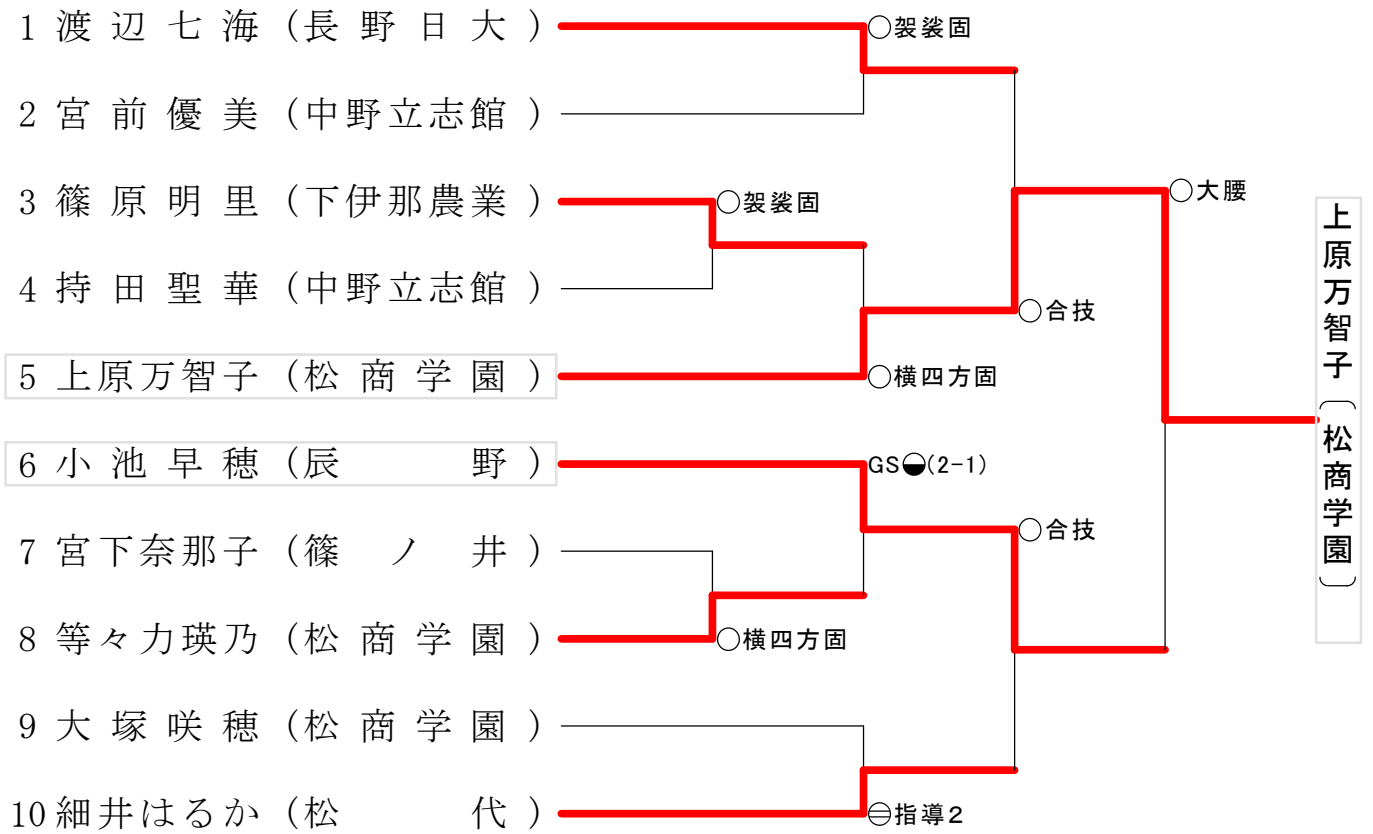 1 渡辺七海 (長野日大)
○袈裟固
2 宮前優美 (中野立志館)
○大腰
3 篠原明里 (下伊那農業)
○袈裟固
4 持田聖華 (中野立志館)
○合技
5 上原万智子 (松商学園)
○横四方固
6 小池早穂 (辰野)
GS◒(2-1)
○合技
7 宮下奈那子 (篠ノ井)
8 等々力瑛乃 (松商学園)
○横四方固
9 大塚咲穂 (松商学園)
10 細井はるか (松代)
⊖指導2
上原万智子〔松商学園〕